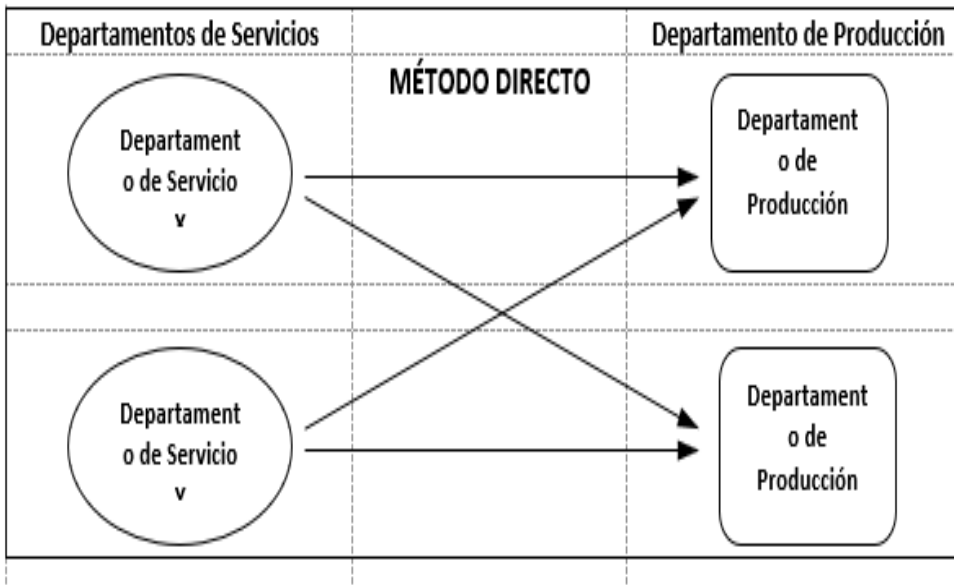 Departamentos de Servicios
Departamento de Producción
MÉTODO DIRECTO
Departament
o de Servicio
Departament
o de
Producción
Departament
o de Servicio
Departament
o de
Producción